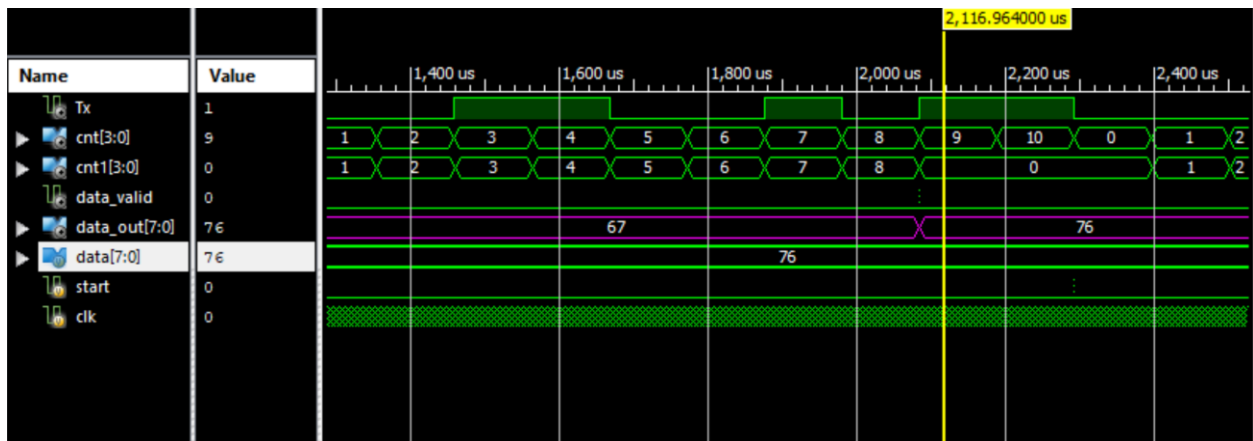 2,116.964000 us
Name Value 1,400 us 1,600 us 1,800 us 2,000 us 2,200 us 2,400 us
Tx 1
cnt[3:0] 9 1 2 3 4 5 6 7 8 9 10 0 1 2
cnt1[3:0] 0 1 2 3 4 5 6 7 8 0 1 2
data_valid 0
data_out[7:0] 76 67 76
data[7:0] 76 76
start 0
clk 0